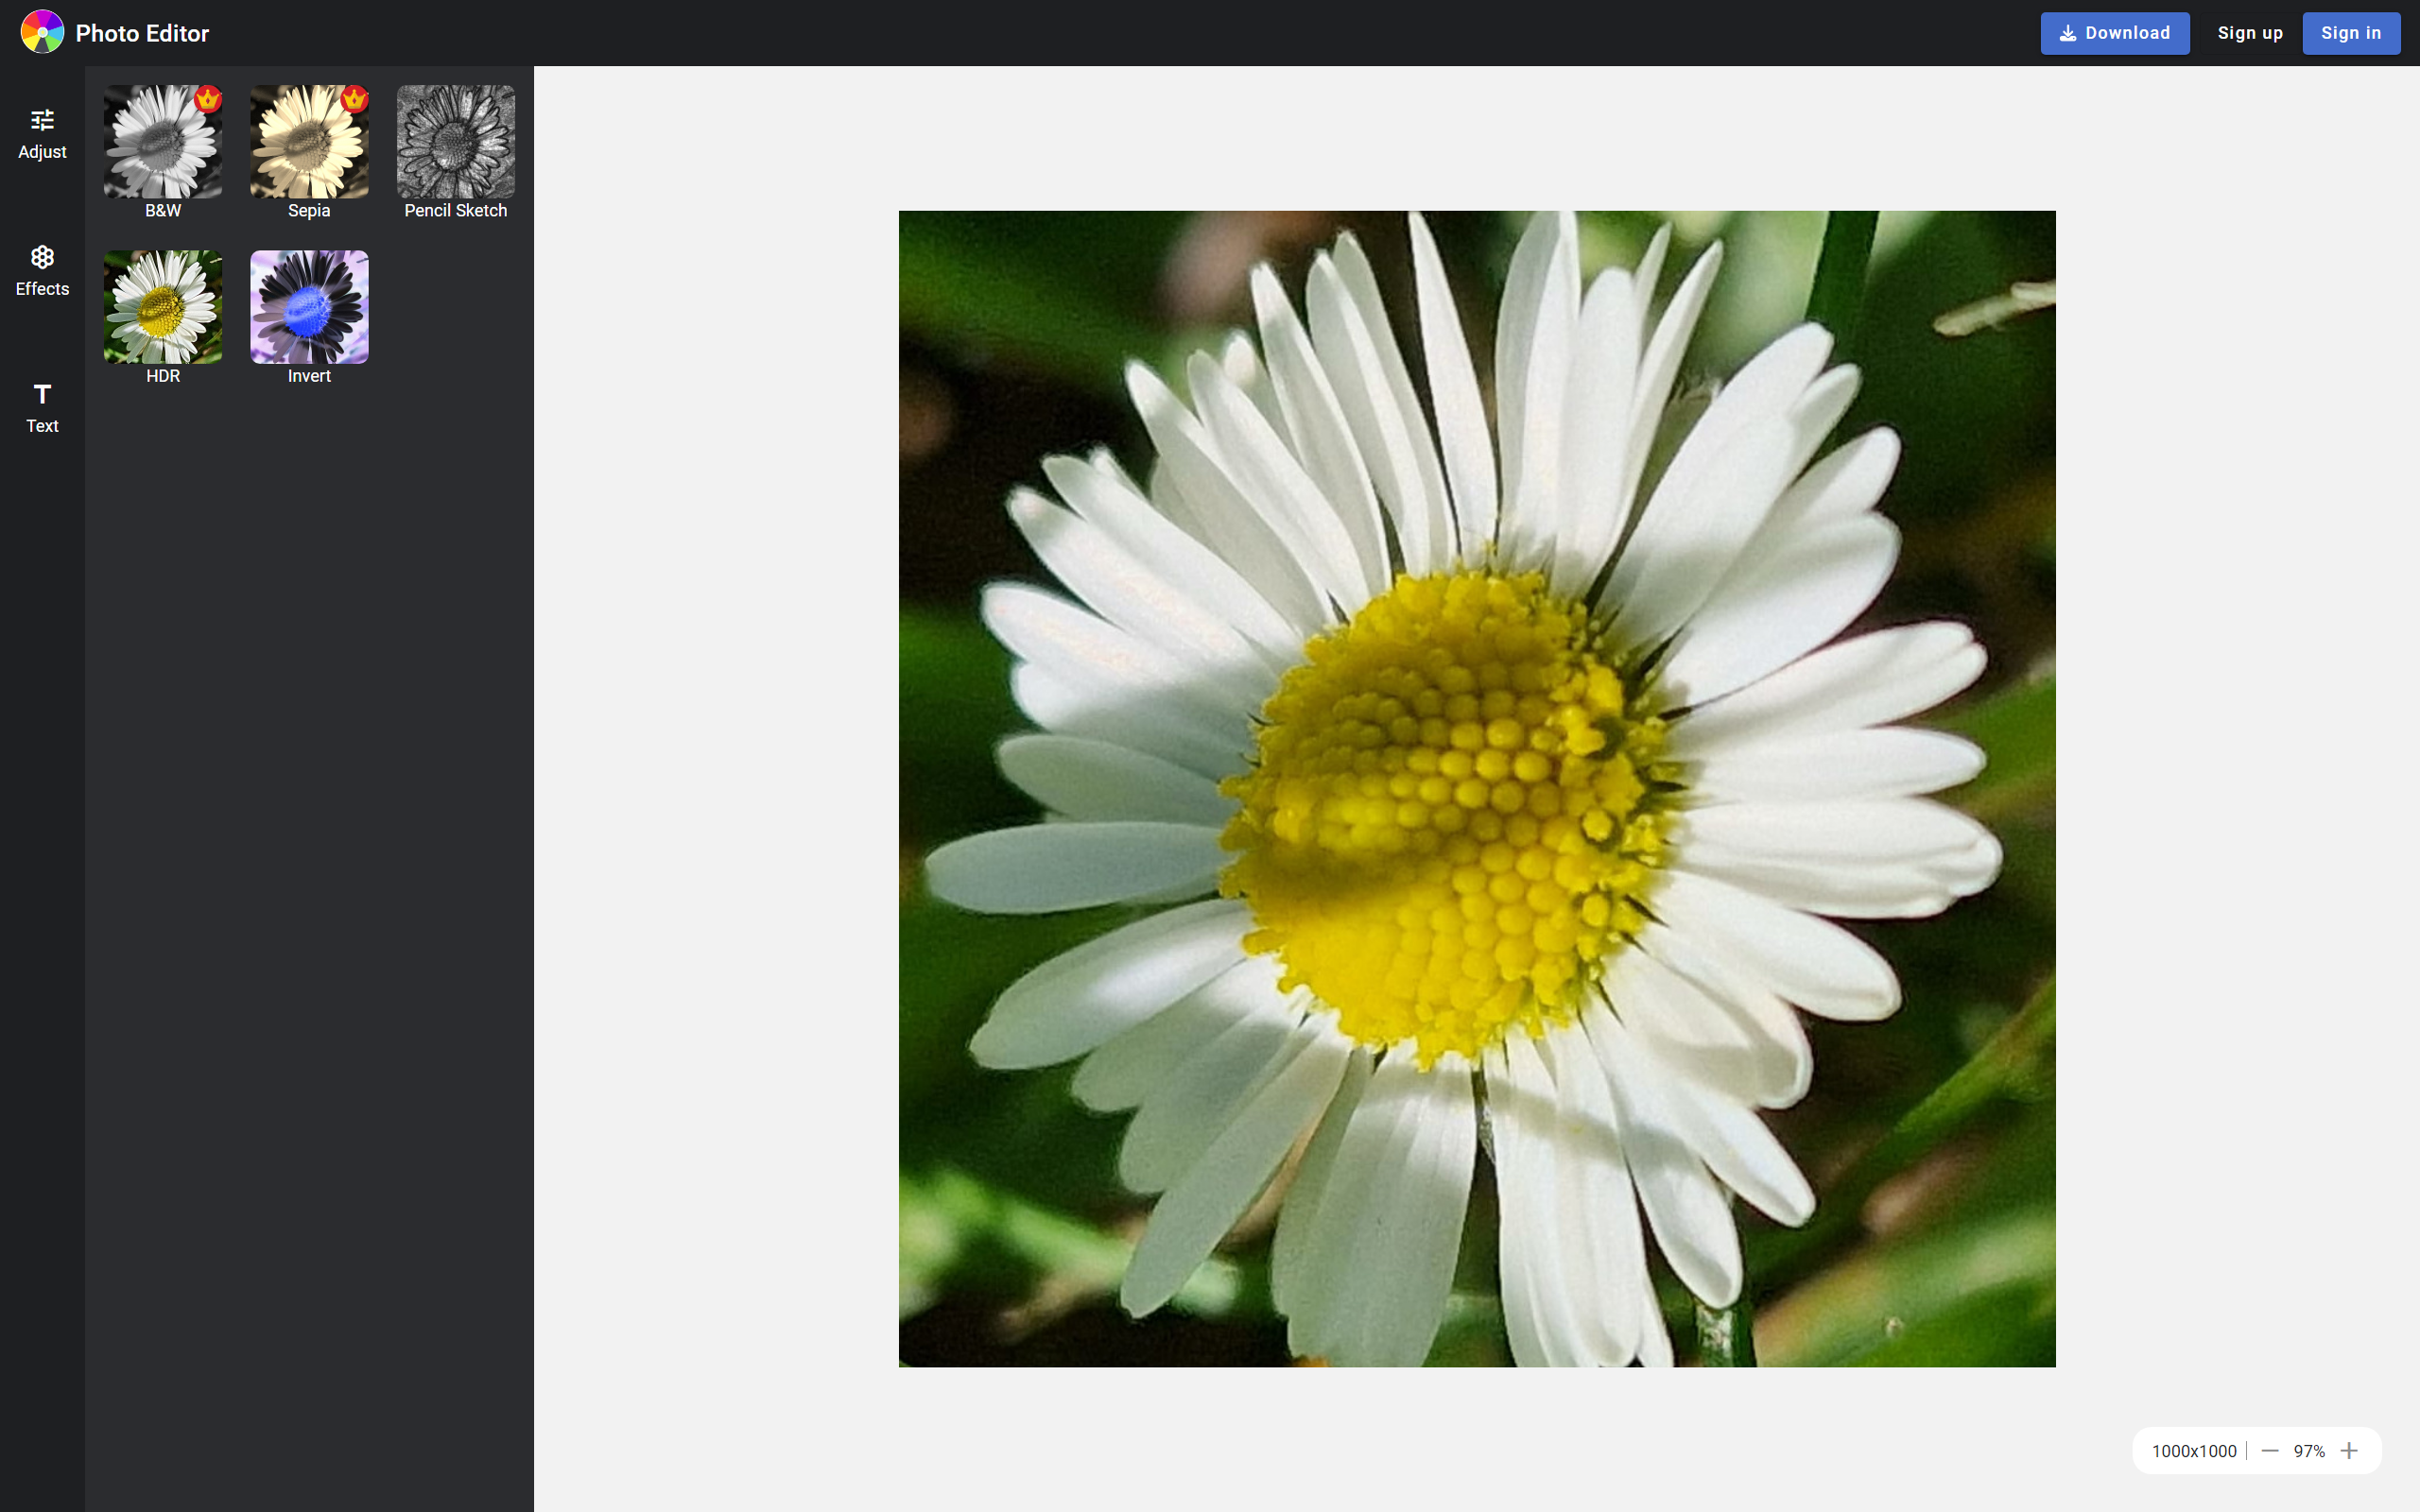 Photo Editor
Download
Sign up
Sign in
Adjust
Effects
Text
B&W
Sepia
Pencil Sketch
HDR
Invert
1000x1000
97%